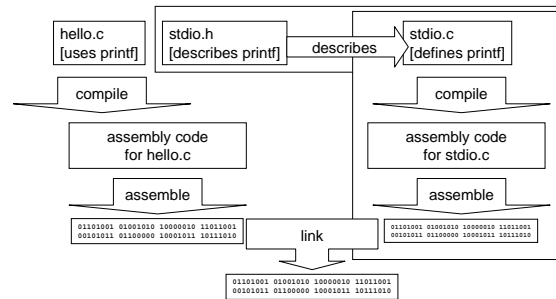 hello.c
[uses printf]
stdio.h
[describes printf]
describes
stdio.c
[defines printf]
compile
compile
assembly code
for hello.c
assembly code
for stdio.c
assemble
assemble
01101001 01001010 10000010 11011001
00101011 01100000 10001011 10111010
link
01101001 01001010 10000010 11011001
00101011 01100000 10001011 10111010
01101001 01001010 10000010 11011001
00101011 01100000 10001011 10111010